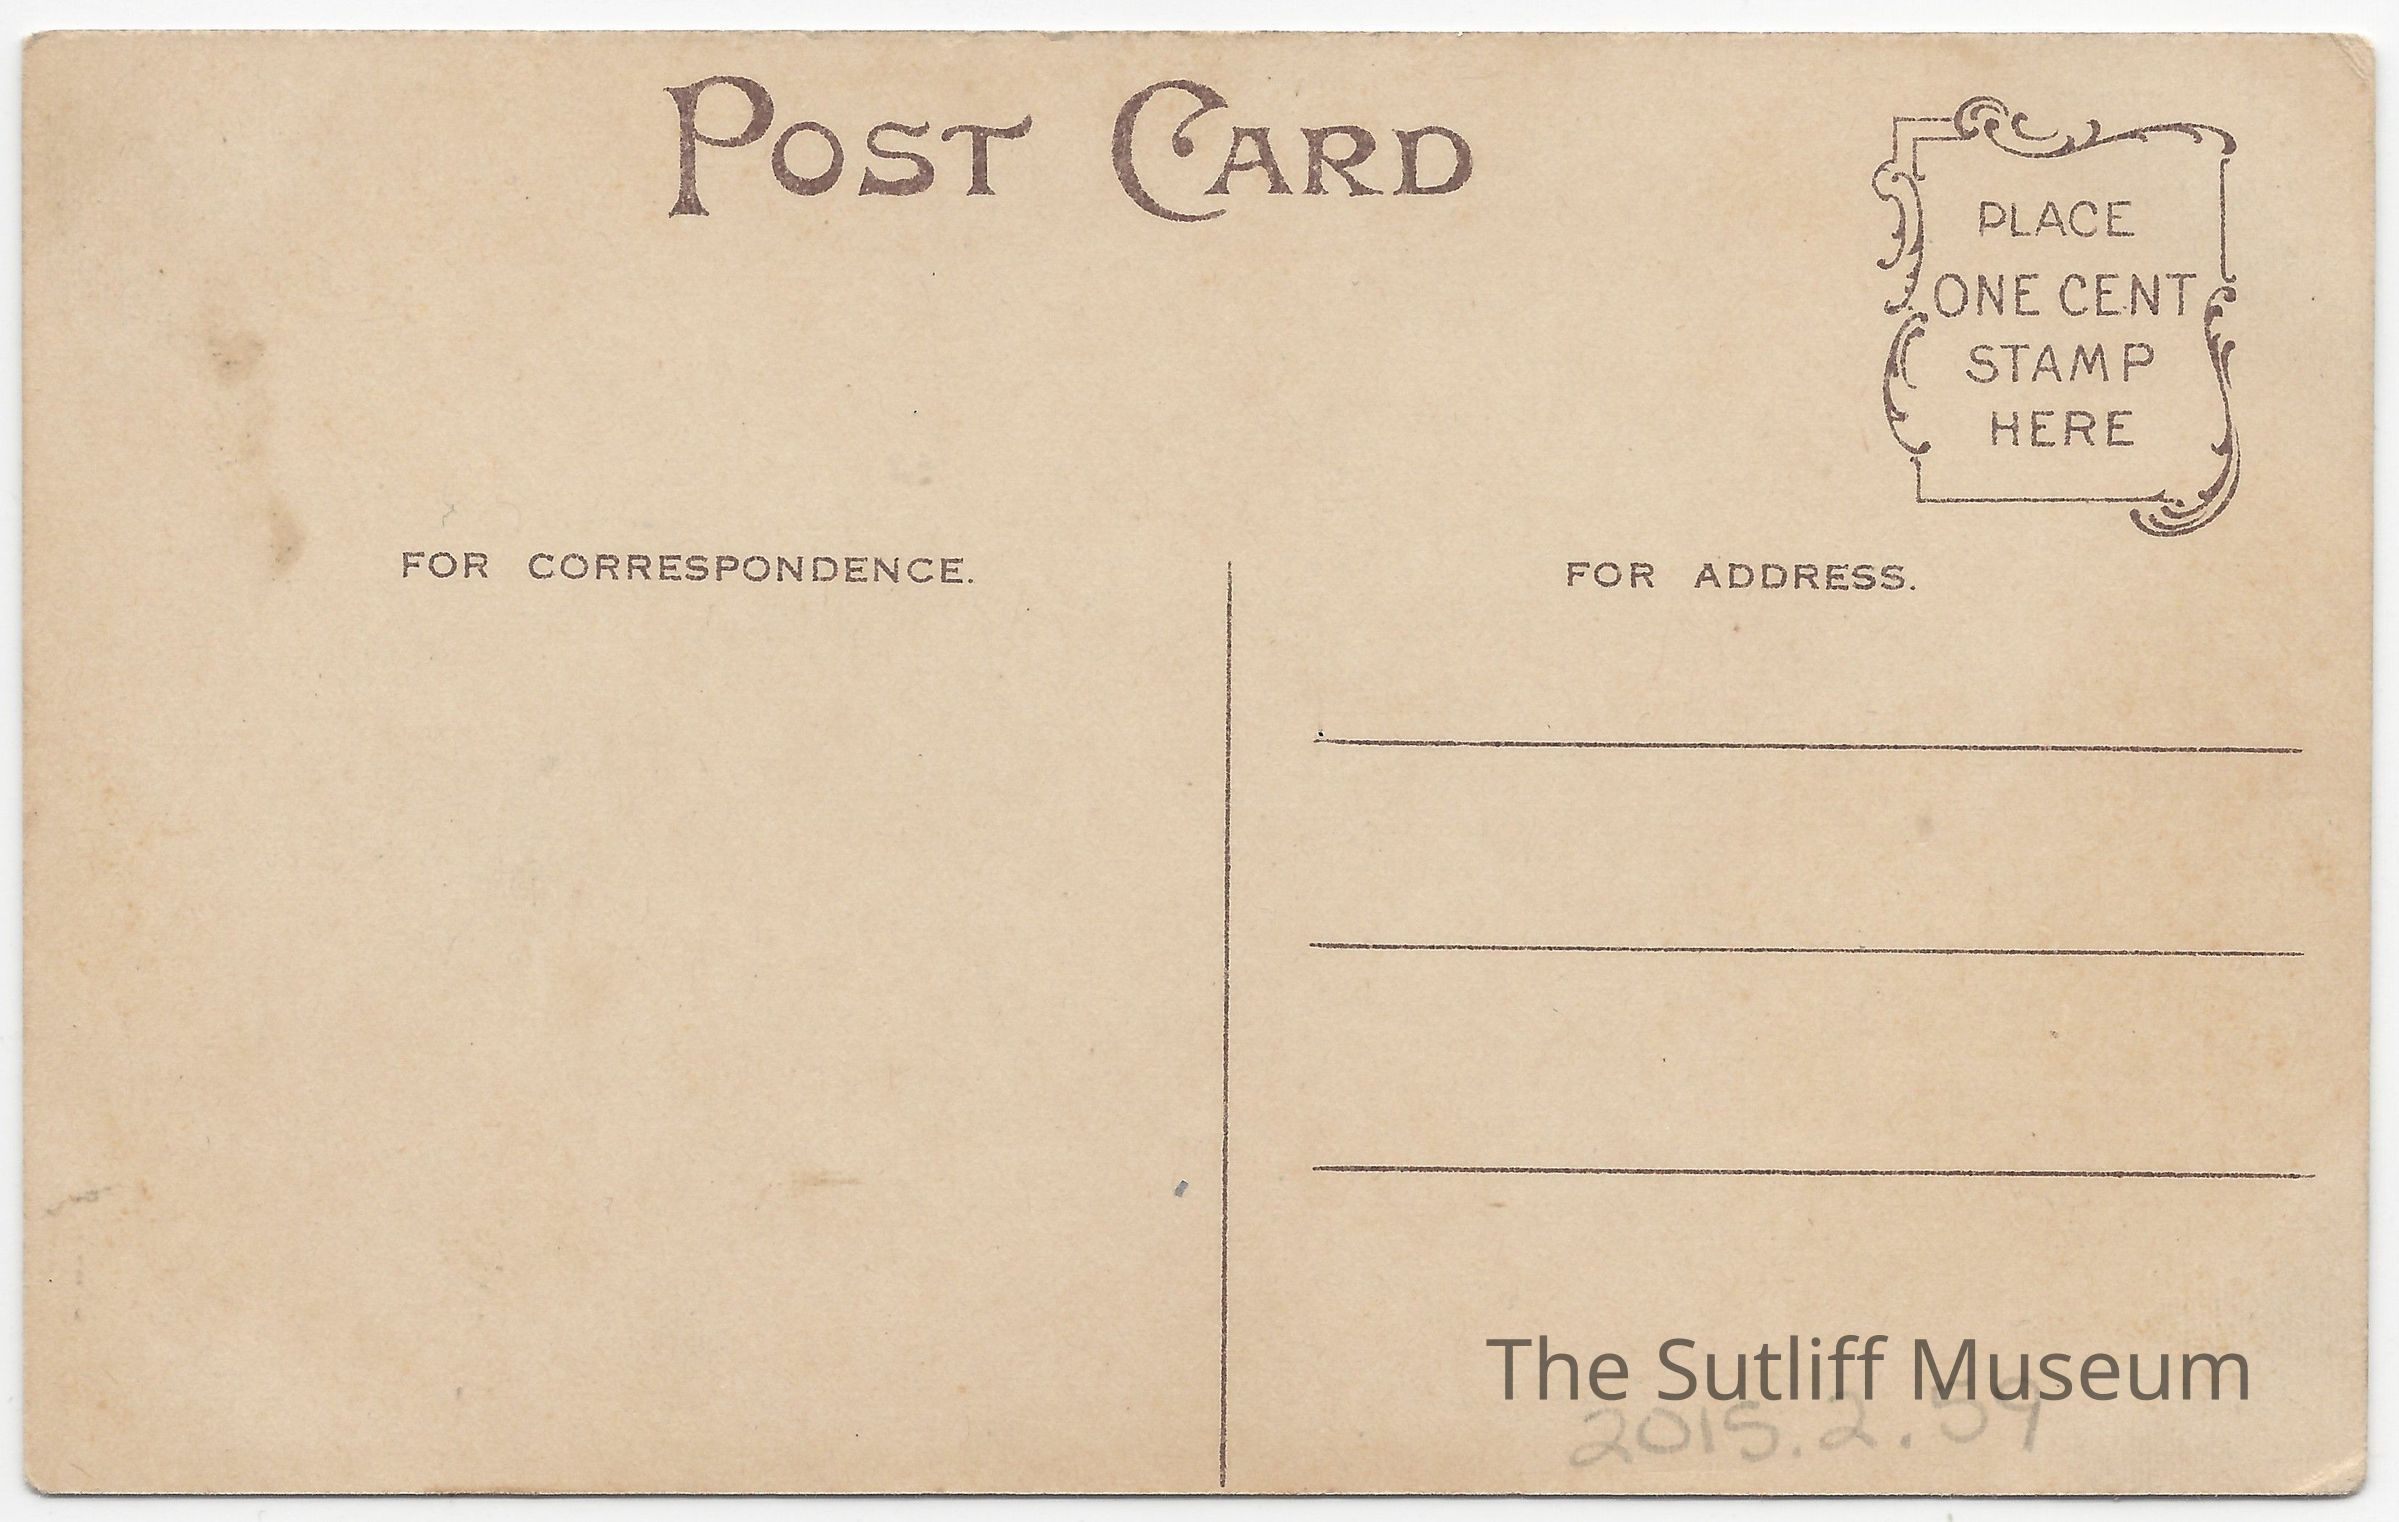 POST CARD
PLACE
ONE CENT
STAMP
HERE
FOR CORRESPONDENCE.
FOR ADDRESS.
The Sutliff Museum
2015.2.59